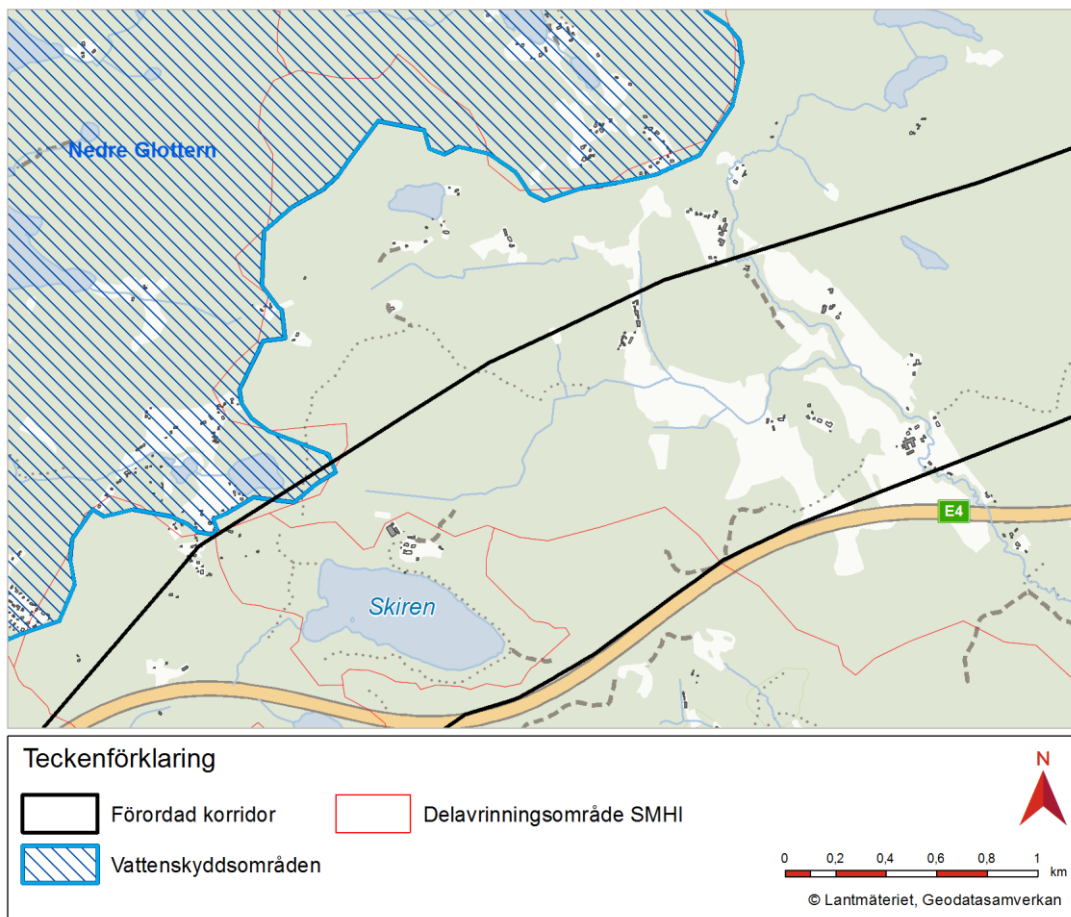 Nedre Glottern
E4
Skiren
Teckenförklaring
Förordad korridor
Delavrinningsområde SMHI
Vattenskyddsområden
N
0 0,2 0,4 0,6 0,8 1
km
© Lantmäteriet, Geodatasamverkan